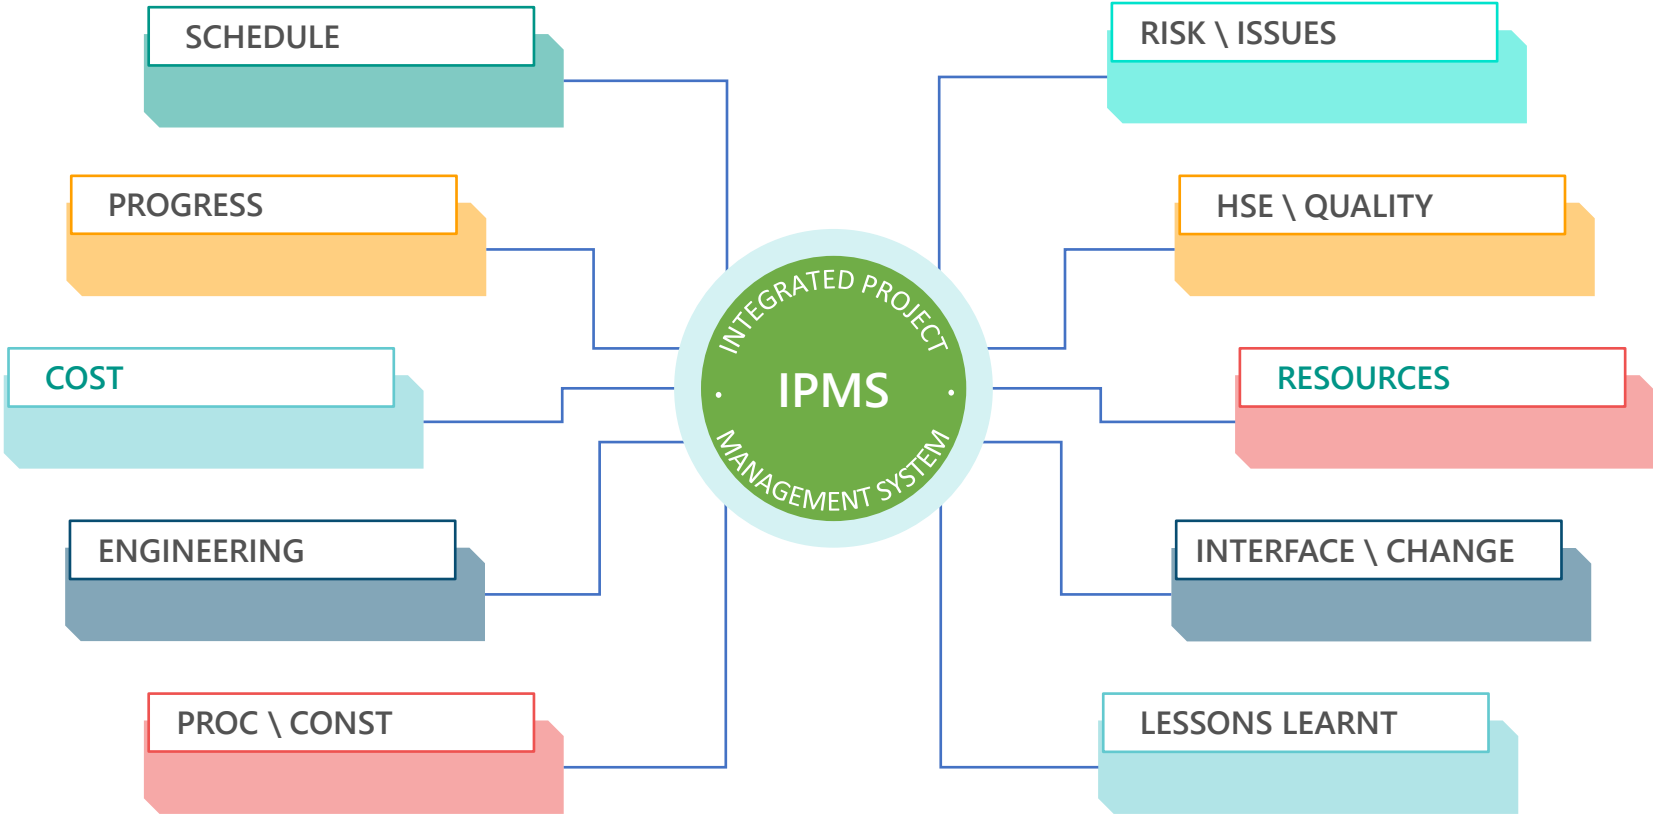 SCHEDULE
PROGRESS
COST
ENGINEERING
PROC \ CONST
INTEGRATED PROJECT
IPMS
MANAGEMENT SYSTEM
RISK \ ISSUES
HSE \ QUALITY
RESOURCES
INTERFACE \ CHANGE
LESSONS LEARNT